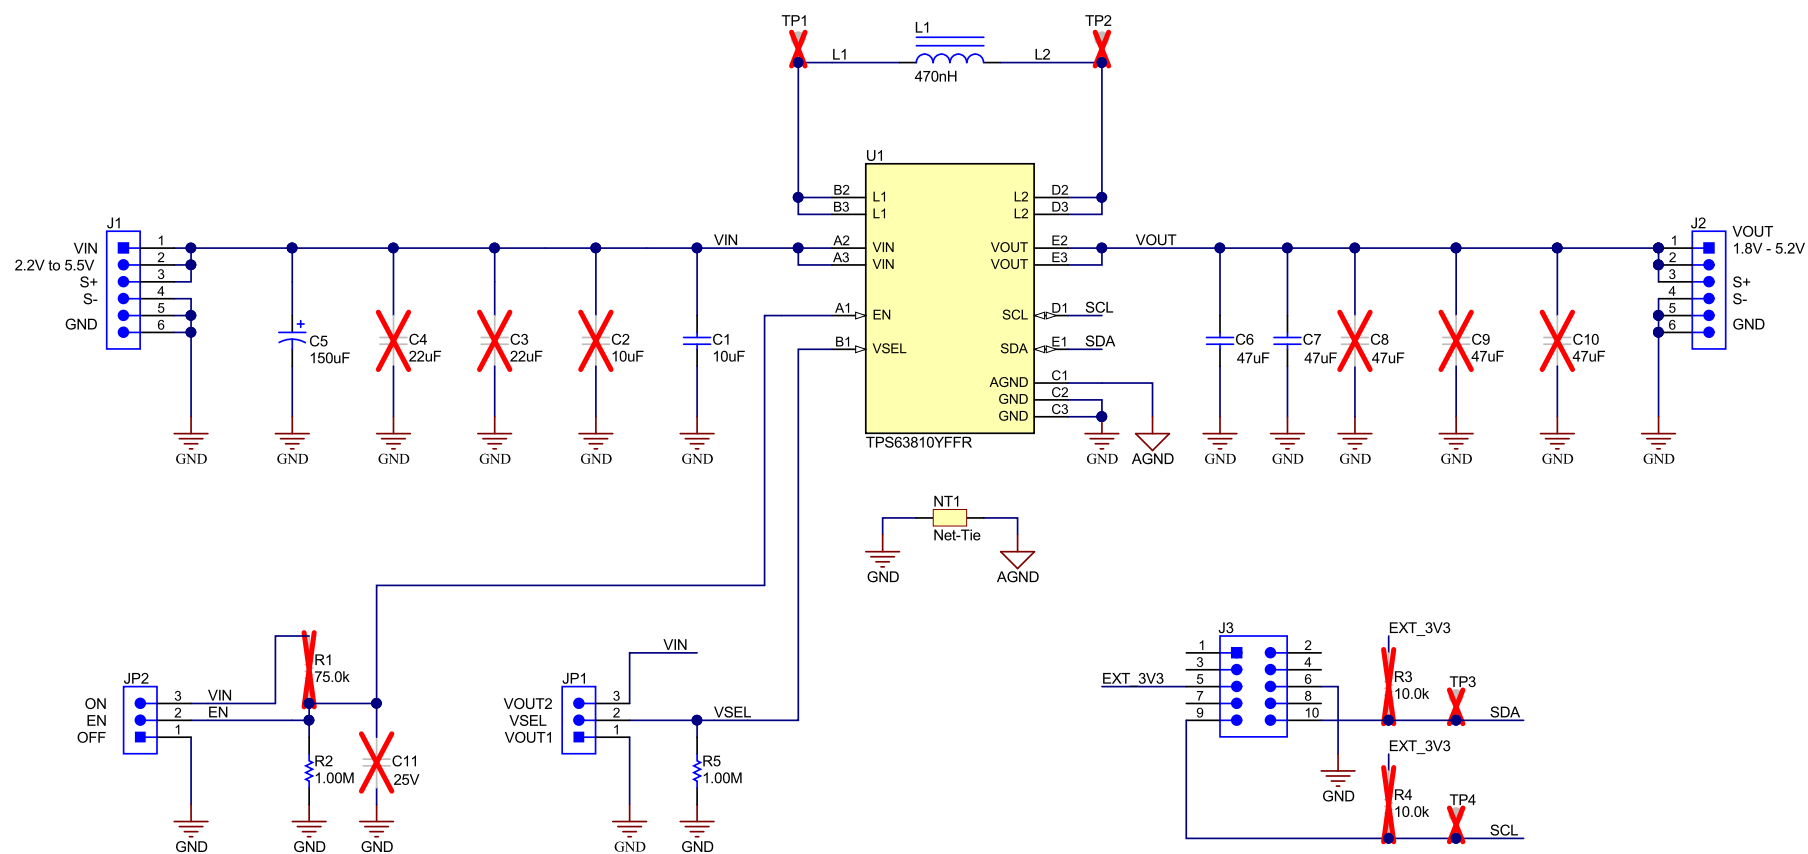 TP1
TP2
L1
L1
L2
470nH
U1
B2
L1
L2
D2
B3
L1
L2
D3
J1
VIN
1
2.2V to 5.5V
2
S+
3
S-
4
5
GND
6
VIN
A2
VIN
VOUT
E2
VOUT
A3
VIN
VOUT
E3
A1
EN
SCL
D1
SCL
B1
VSEL
SDA
E1
SDA
AGND
C1
GND
C2
GND
C3
TPS63810YFFR
J2
VOUT
1
1.8V - 5.2V
2
3
S+
4
S-
5
GND
6
C5
150uF
C4
22uF
C3
22uF
C2
10uF
C1
10uF
C6
47uF
C7
47uF
C8
47uF
C9
47uF
C10
47uF
GND
GND
GND
GND
GND
GND
GND
AGND
GND
GND
GND
GND
GND
GND
NT1
Net-Tie
GND
AGND
R1
75.0k
JP2
ON
3
VIN
EN
2
EN
OFF
1
R2
1.00M
C11
25V
GND
GND
GND
VIN
JP1
VOUT2
3
VSEL
2
VSEL
VOUT1
1
R5
1.00M
GND
GND
J3
1
2
3
4
EXT_3V3
5
6
7
8
9
10
GND
EXT_3V3
R3
10.0k
TP3
SDA
EXT_3V3
R4
10.0k
TP4
SCL